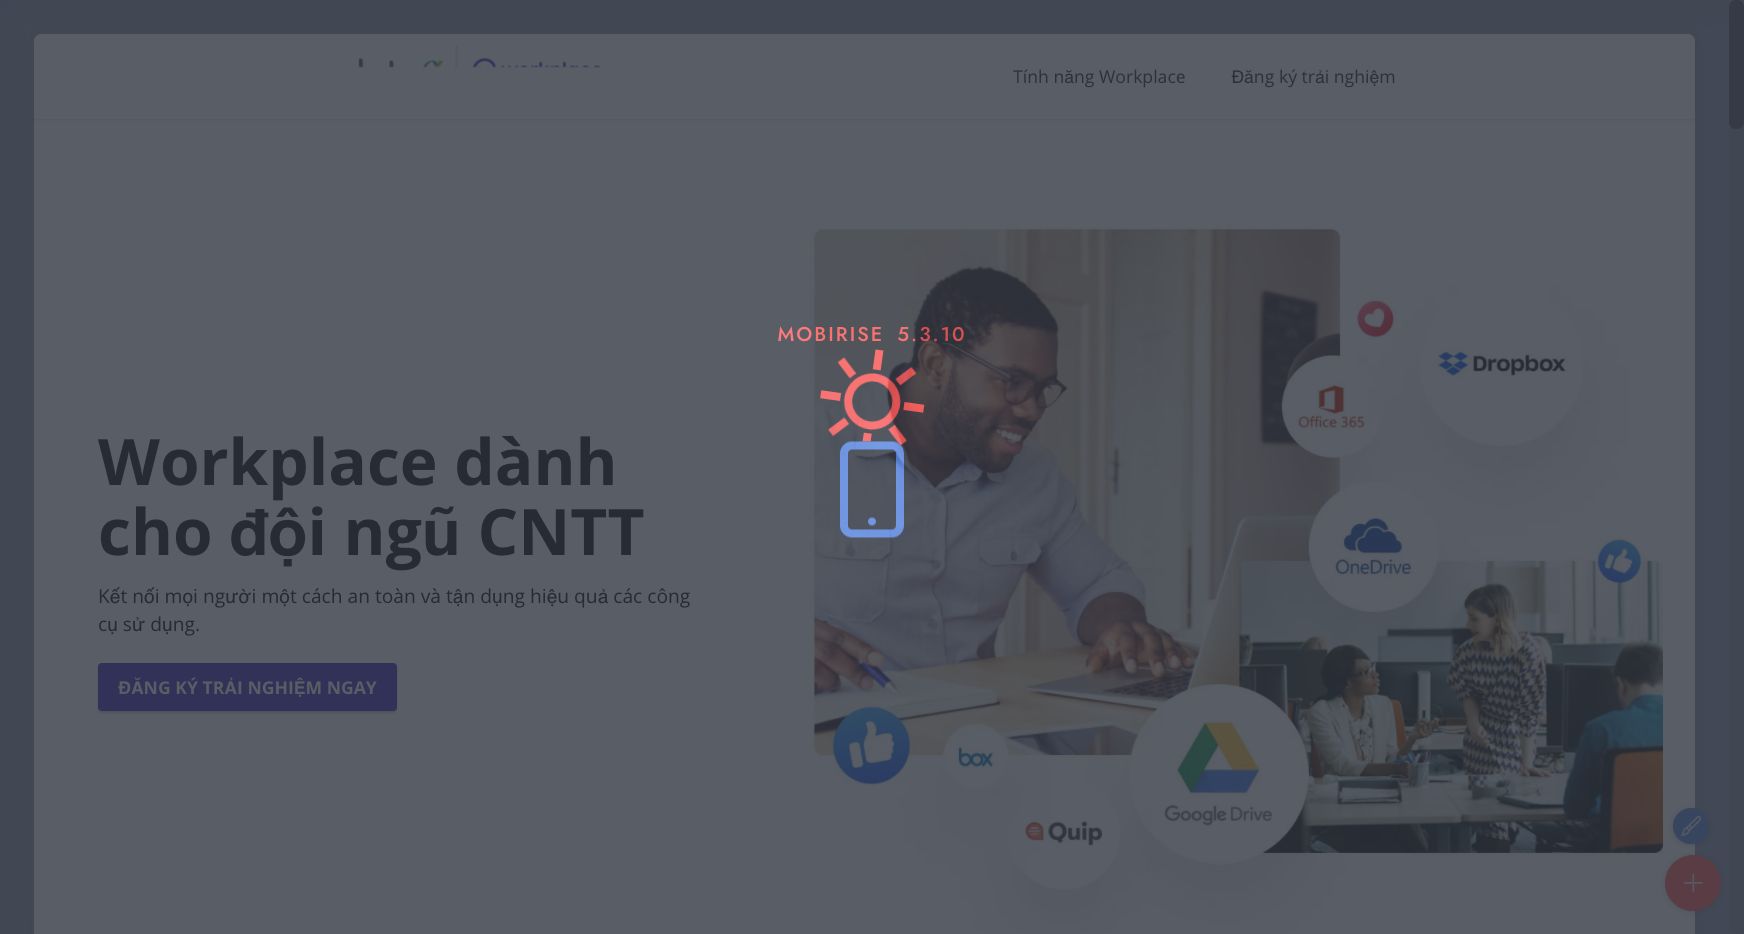 Tính năng Workplace
Đăng ký trải nghiệm
MOBIRISE 5.3.10
Dropbox
Office 365
Workplace dành
cho đội ngũ CNTT
OneDrive
Kết nối mọi người một cách an toàn và tận dụng hiệu quả các công
cụ sử dụng.
ĐĂNG KÝ TRẢI NGHIỆM NGAY
box
Google Drive
Quip